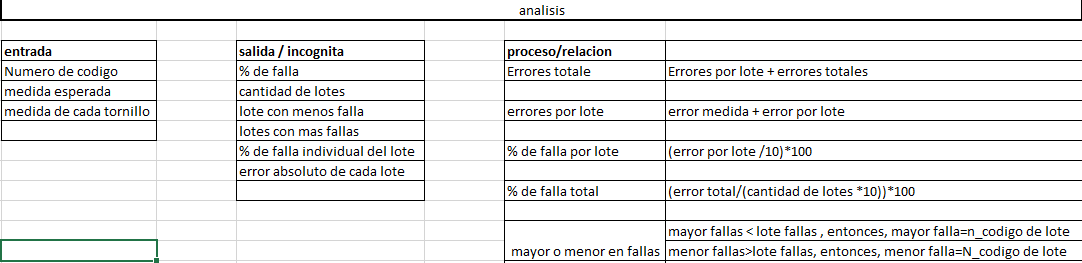 analisis
entrada salida / incognita proceso/relacion
Numero de codigo % de falla Errores totale Errores por lote + errores totales
medida esperada cantidad de lotes
medida de cada tornillo lote con menos falla errores por lote error medida + error por lote
lotes con mas fallas
% de falla individual del lote % de falla por lote (error por lote /10)*100
error absoluto de cada lote
% de falla total (error total/(cantidad de lotes *10))*100
mayor fallas < lote fallas , entonces, mayor falla=n_codigo de lote
mayor o menor en fallas menor fallas>lote fallas, entonces, menor falla=N_codigo de lote